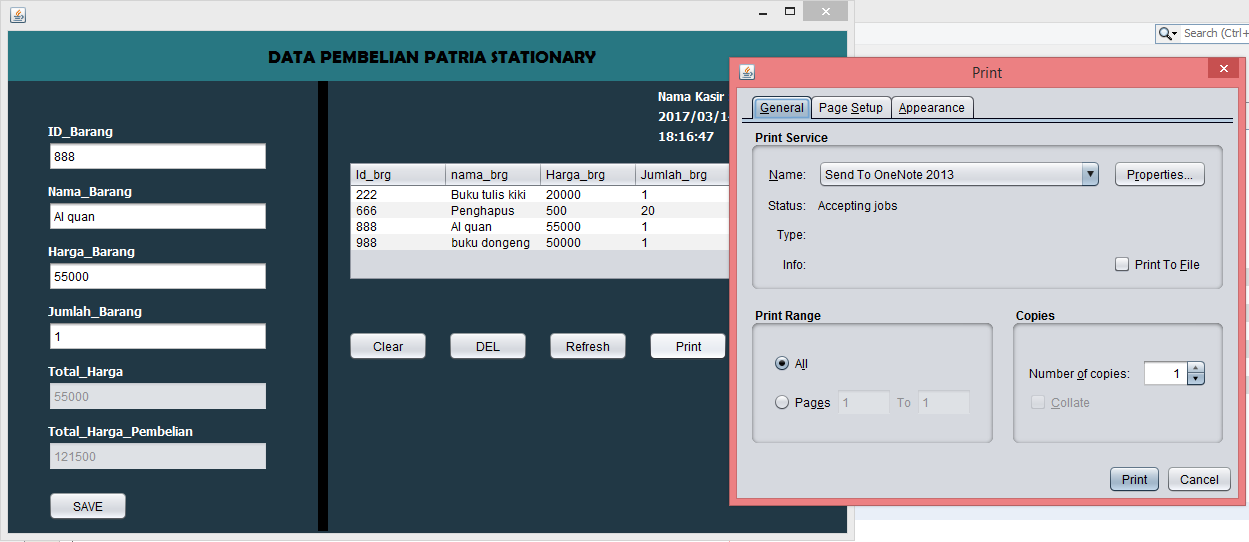 DATA PEMBELIAN PATRIA STATIONARY
Search (Ctrl+
Nama Kasir
2017/03/1
18:16:47
ID_Barang
888
Nama_Barang
Al quan
Harga_Barang
55000
Jumlah_Barang
1
Total_Harga
55000
Total_Harga_Pembelian
121500
SAVE
Id_brg nama_brg Harga_brg Jumlah_brg
222 Buku tulis kiki 20000 1
666 Penghapus 500 20
888 Al quan 55000 1
988 buku dongeng 50000 1
Clear DEL Refresh Print
Print
General Page Setup Appearance
Print Service
Name: Send To OneNote 2013 Properties...
Status: Accepting jobs
Type:
Info: Print To File
Print Range
All
Pages 1 To 1
Copies
Number of copies: 1
Collate
Print Cancel